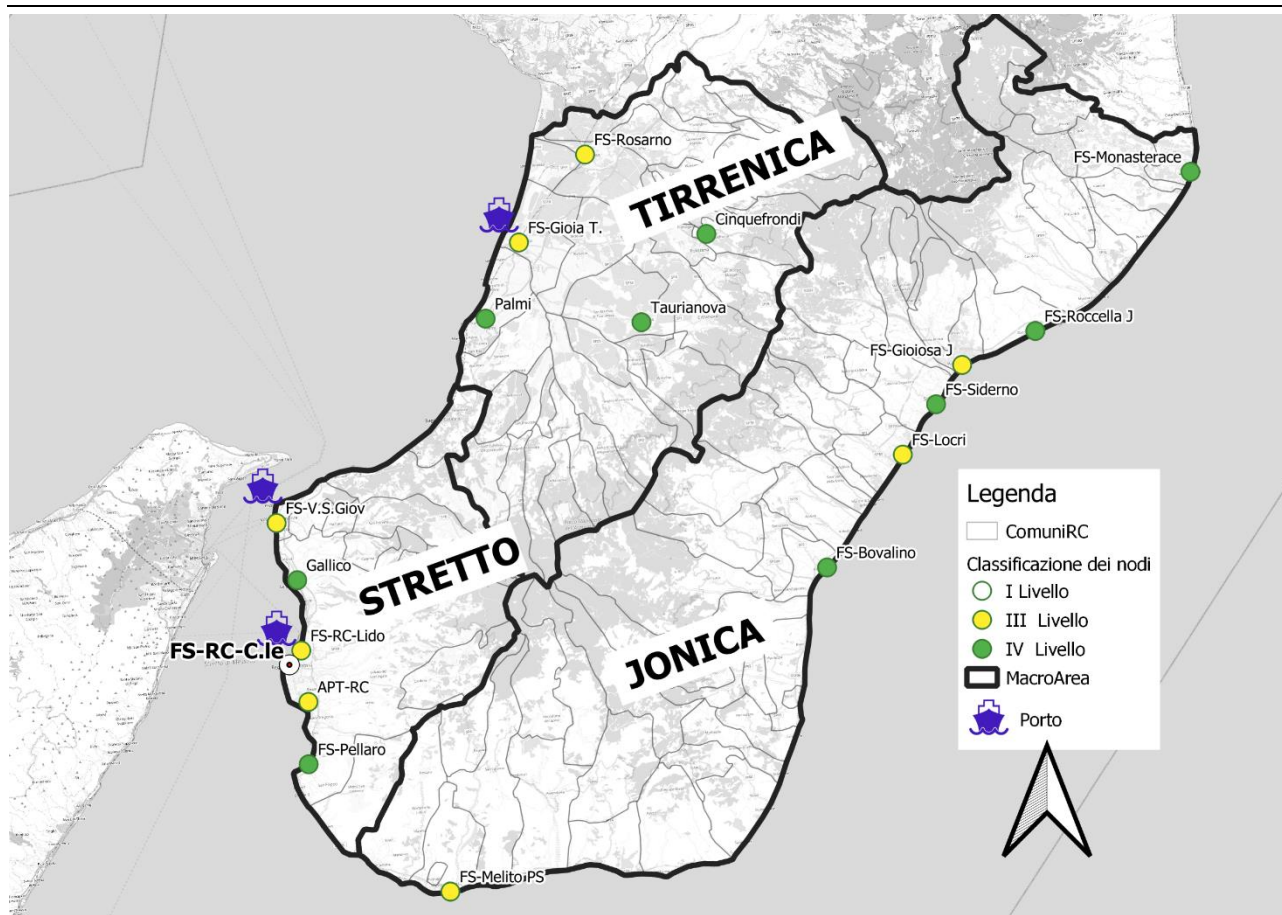 FS-Rosarno
TIRRENICA
FS-Monasterace
FS-Gioia T.
Cinquefrondi
Palmi
Taurianova
FS-Roccella J
FS-Gioiosa J
FS-Siderno
FS-Locri
FS-V.S.Giov
STRETTO
FS-Bovalino
Gallico
FS-RC-Lido
FS-RC-C.le
JONICA
APT-RC
FS-Pellaro
FS-Melito PS
Legenda
ComuniRC
Classificazione dei nodi
I Livello
III Livello
IV Livello
MacroArea
Porto